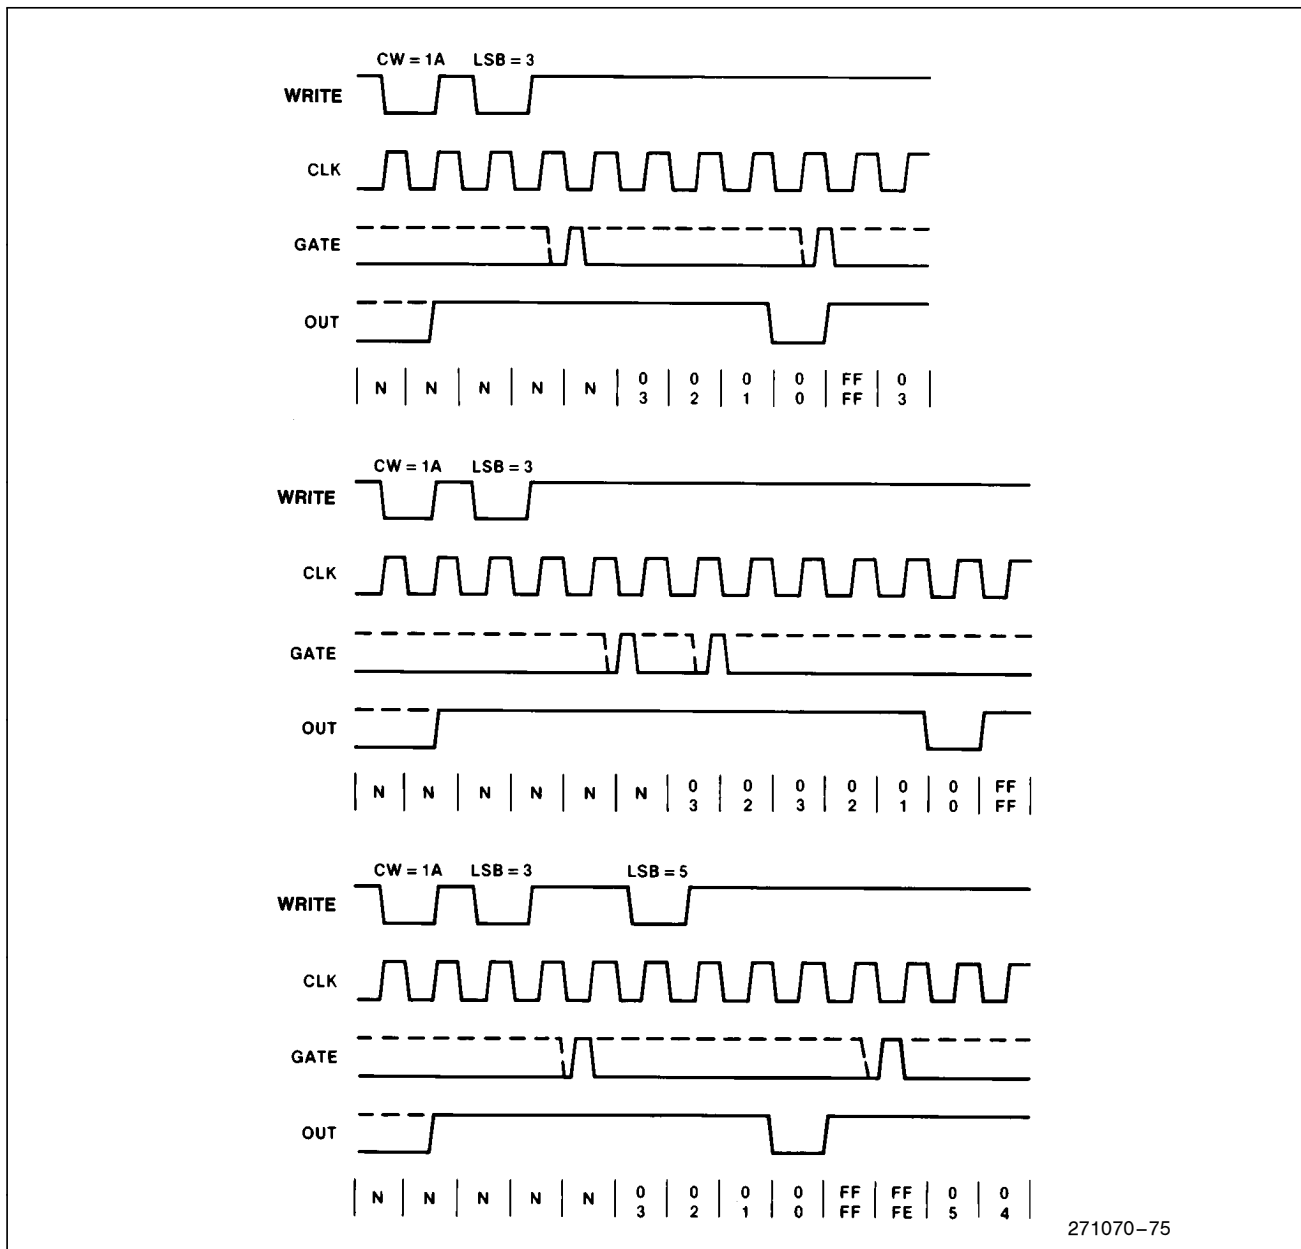 CW = 1A LSB = 3
WRITE
CLK
GATE
OUT
N N N N N 0 0 0 0 FF 0
3 2 1 0 FF 3
CW = 1A LSB = 3
WRITE
CLK
GATE
OUT
N N N N N N 0 0 0 0 0 0 FF
3 2 3 2 1 0 FF
CW = 1A LSB = 3 LSB = 5
WRITE
CLK
GATE
OUT
N N N N N 0 0 0 0 FF FF 0 0
3 2 1 0 FF FE 5 4
271070–75